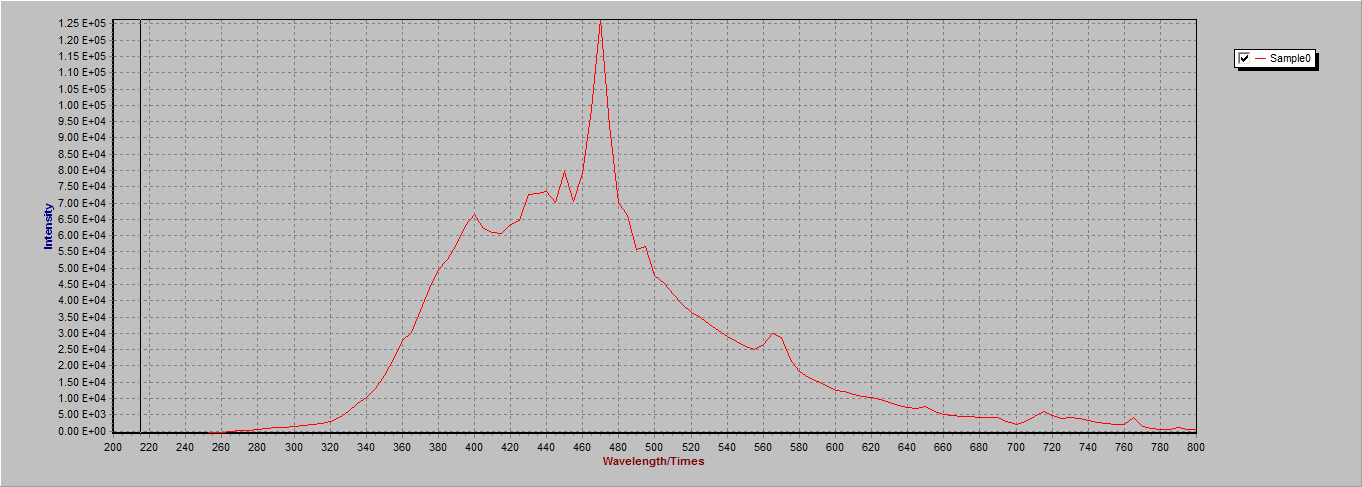 1.25 E+05
1.20 E+05
1.15 E+05
1.10 E+05
1.05 E+05
1.00 E+05
9.50 E+04
9.00 E+04
8.50 E+04
8.00 E+04
7.50 E+04
7.00 E+04
6.50 E+04
6.00 E+04
5.50 E+04
5.00 E+04
4.50 E+04
4.00 E+04
3.50 E+04
3.00 E+04
2.50 E+04
2.00 E+04
1.50 E+04
1.00 E+04
5.00 E+03
0.00 E+00
Intensity
200 220 240 260 280 300 320 340 360 380 400 420 440 460 480 500 520 540 560 580 600 620 640 660 680 700 720 740 760 780 800
Wavelength/Times
Sample0